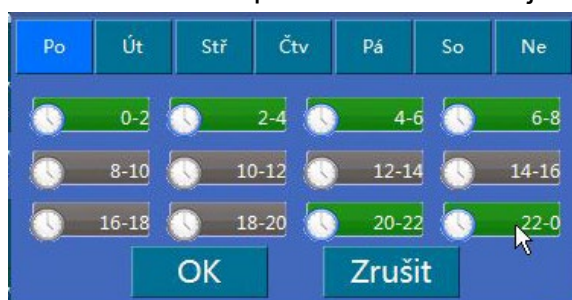 Po Út Stř Čtv Pá So Ne
0-2 2-4 4-6 6-8
8-10 10-12 12-14 14-16
16-18 18-20 20-22 22-0
OK Zrušit